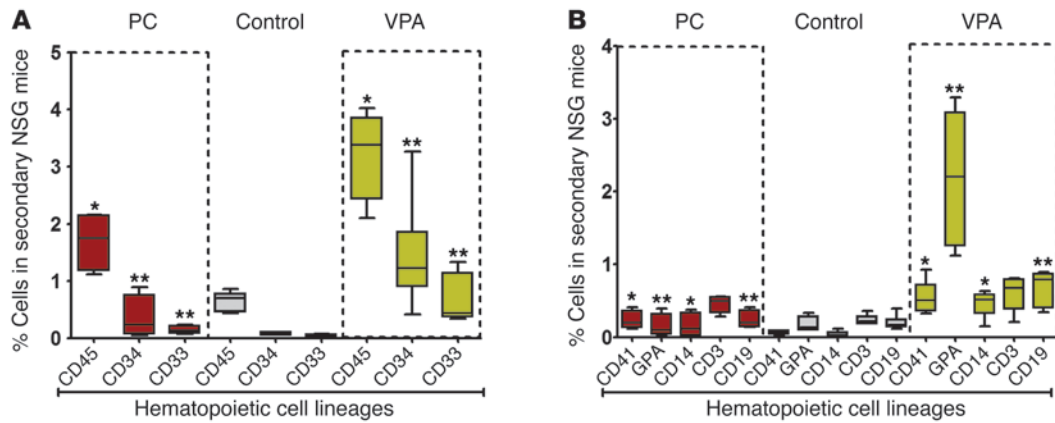 A
PC Control VPA
% Cells in secondary NSG mice
5
4
3
2
1
0
* ** ** * ** **
CD45 CD34 CD33 CD45 CD34 CD33 CD45 CD34 CD33
Hematopoietic cell lineages
B
PC Control VPA
% Cells in secondary NSG mice
4
3
2
1
0
* ** * ** * ** * **
CD41 GPA CD14 CD3 CD19 CD41 GPA CD14 CD3 CD19 CD41 GPA CD14 CD3 CD19
Hematopoietic cell lineages